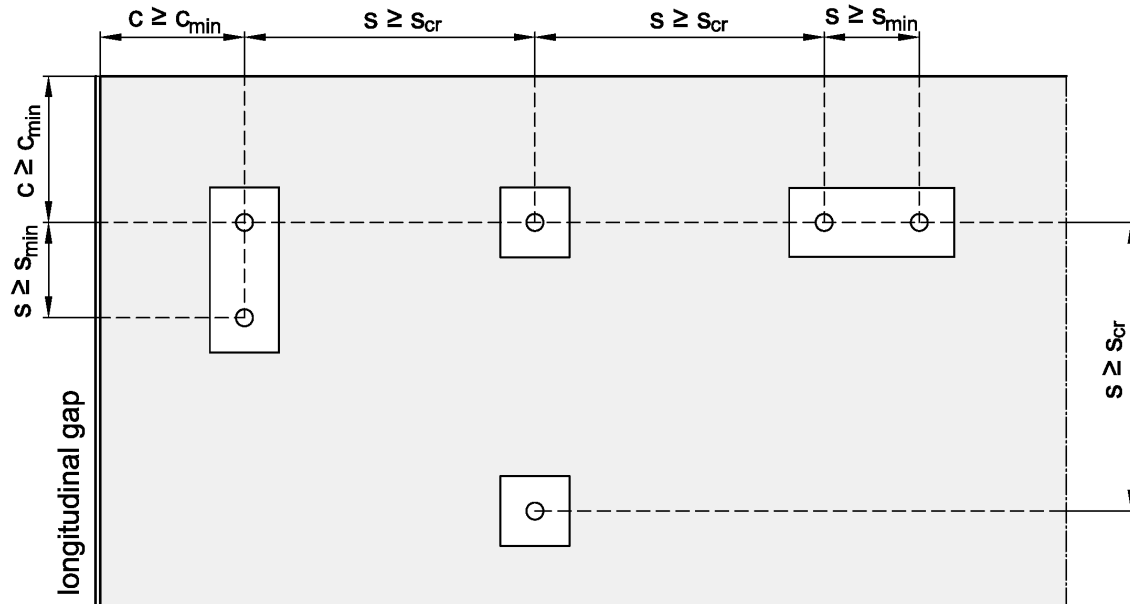 c ≥ cmin
s ≥ scr
s ≥ scr
s ≥ smin
c ≥ cmin
s ≥ smin
s ≥ scr
longitudinal gap